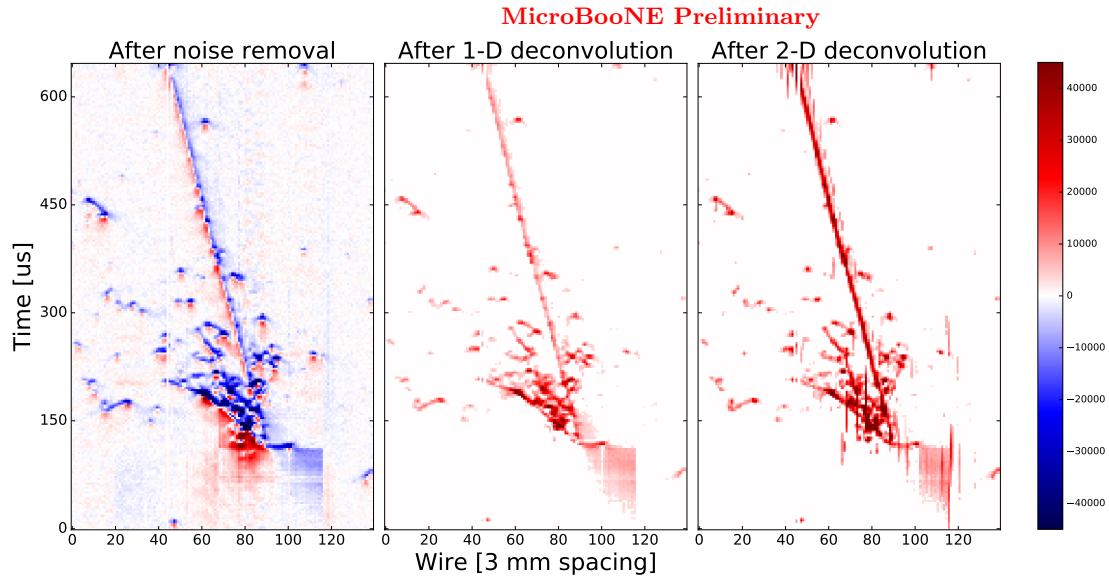 MicroBooNE Preliminary
After noise removal
After 1-D deconvolution
After 2-D deconvolution
Time [us]
600
450
300
150
0
0 20 40 60 80 100 120
0 20 40 60 80 100 120
0 20 40 60 80 100 120
Wire [3 mm spacing]
40000
30000
20000
10000
0
−10000
−20000
−30000
−40000